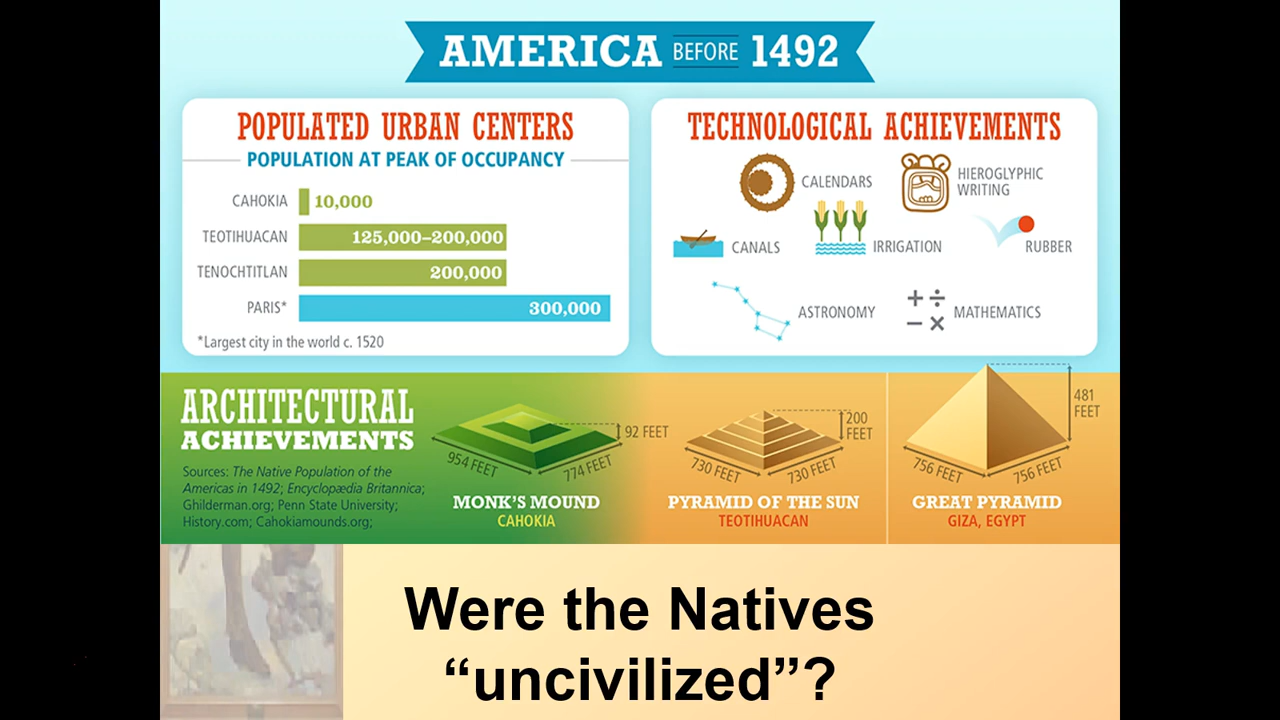 AMERICA BEFORE 1492
POPULATED URBAN CENTERS
POPULATION AT PEAK OF OCCUPANCY
CAHOKIA 10,000
TEOTIHUACAN 125,000–200,000
TENOCHTITLAN 200,000
PARIS* 300,000
*Largest city in the world c. 1520
TECHNOLOGICAL ACHIEVEMENTS
CALENDARS
HIEROGLYPHIC
WRITING
CANALS
IRRIGATION
RUBBER
ASTRONOMY
+ ÷
− ×
MATHEMATICS
ARCHITECTURAL
ACHIEVEMENTS
Sources: The Native Population of the
Americas in 1492; Encyclopædia Britannica;
Ghilderman.org; Penn State University;
History.com; Cahokiamounds.org;
92 FEET
954 FEET
774 FEET
MONK'S MOUND
CAHOKIA
200
FEET
730 FEET
730 FEET
PYRAMID OF THE SUN
TEOTIHUACAN
481
FEET
756 FEET
756 FEET
GREAT PYRAMID
GIZA, EGYPT
Were the Natives
“uncivilized”?